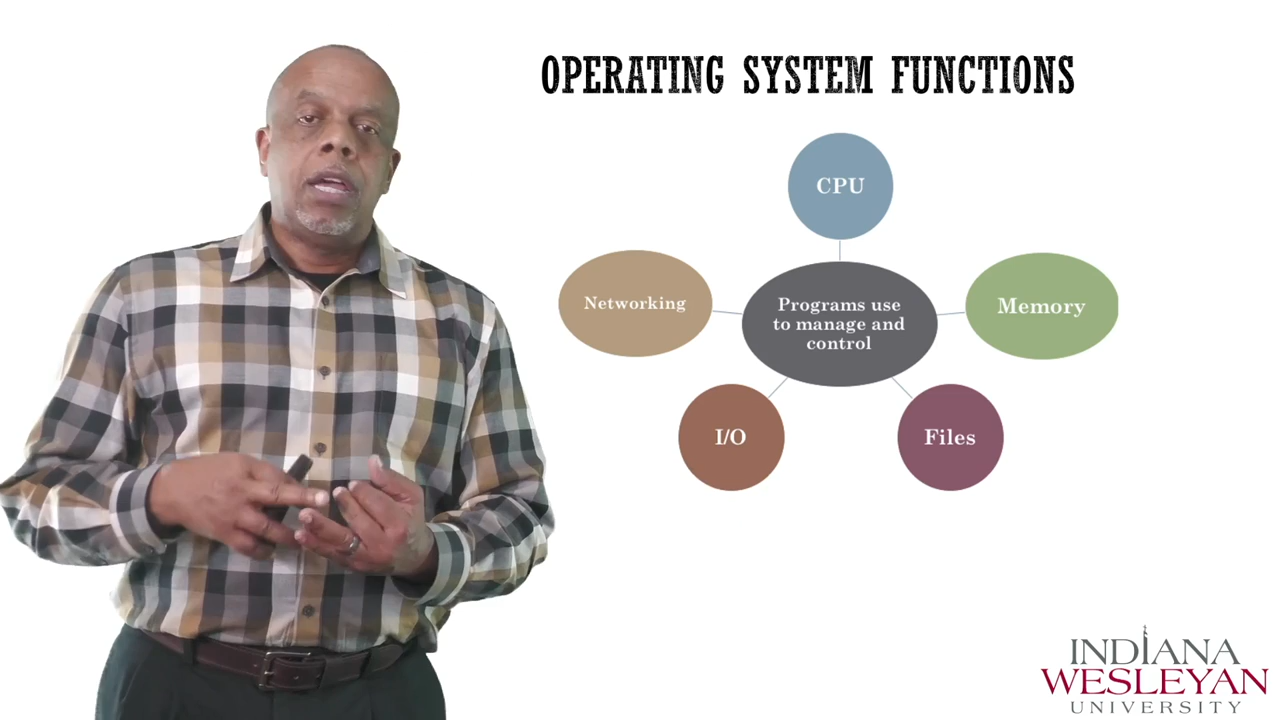 OPERATING SYSTEM FUNCTIONS
CPU
Networking
Programs use
to manage and
control
Memory
I/O
Files
INDIANA
WESLEYAN
UNIVERSITY